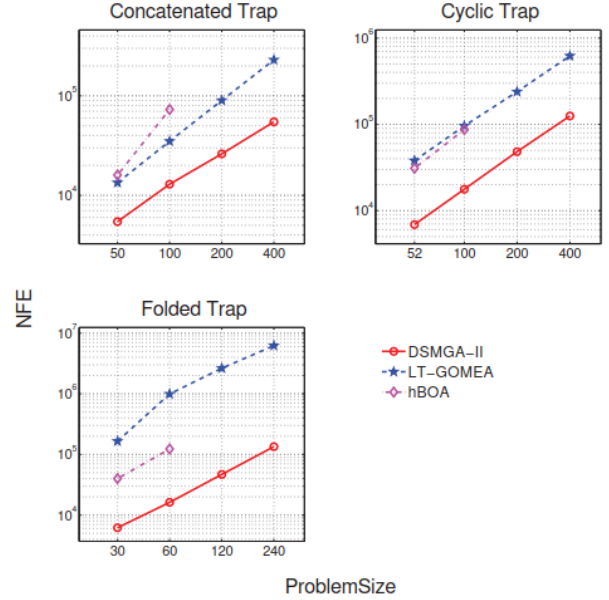 Concatenated Trap
10^5
10^4
50 100 200 400
Cyclic Trap
10^6
10^5
10^4
52 100 200 400
Folded Trap
10^7
10^6
10^5
10^4
30 60 120 240
NFE
DSMGA-II
LT-GOMEA
hBOA
ProblemSize